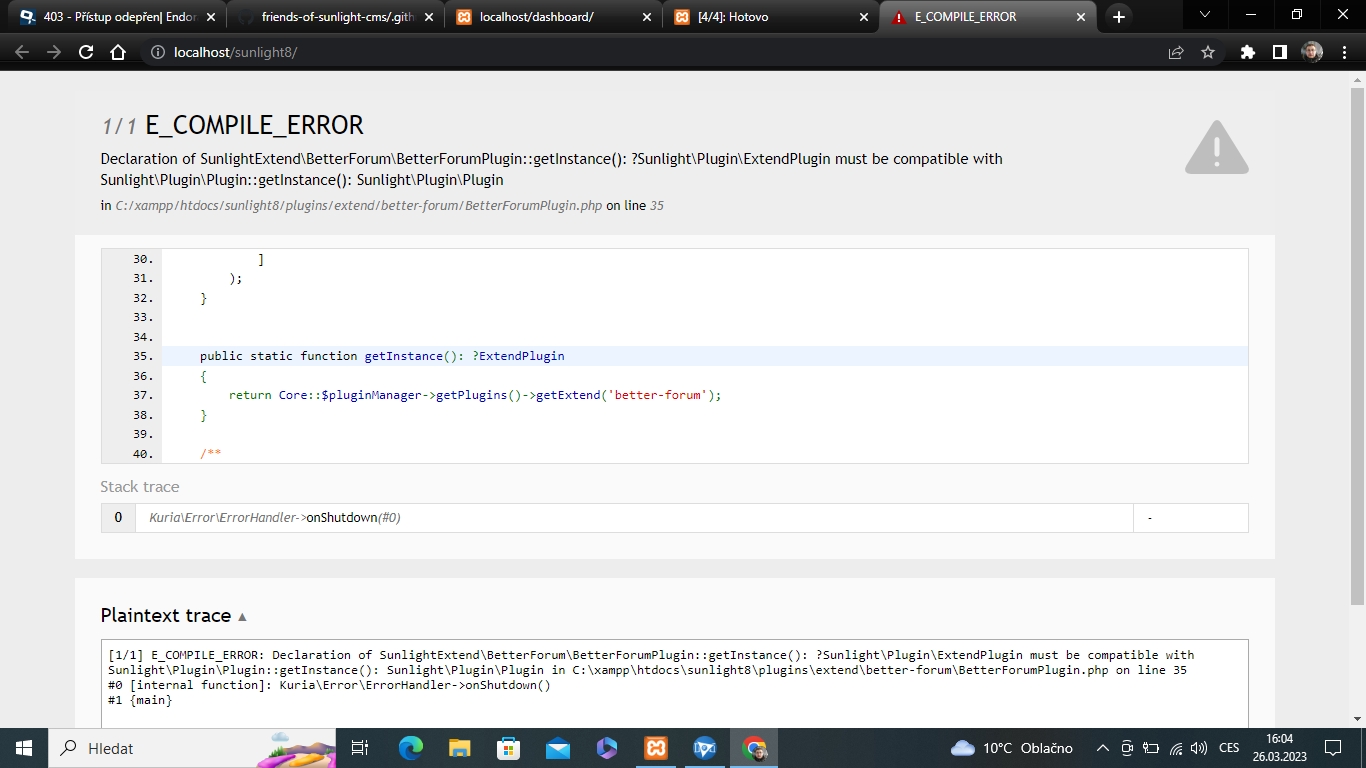 403 - Přístup odepřen| Endor
friends-of-sunlight-cms/.gith
localhost/dashboard/
[4/4]: Hotovo
E_COMPILE_ERROR
localhost/sunlight8/
1/1 E_COMPILE_ERROR
Declaration of SunlightExtend\BetterForum\BetterForumPlugin::getInstance(): ?Sunlight\Plugin\ExtendPlugin must be compatible with
Sunlight\Plugin\Plugin::getInstance(): Sunlight\Plugin\Plugin
in C:/xampp/htdocs/sunlight8/plugins/extend/better-forum/BetterForumPlugin.php on line 35
30. ]
31. );
32. }
33.
34.
35. public static function getInstance(): ?ExtendPlugin
36. {
37. return Core::$pluginManager->getPlugins()->getExtend('better-forum');
38. }
39.
40. /**
Stack trace
0 Kuria\Error\ErrorHandler->onShutdown(#0) -
Plaintext trace ▲
[1/1] E_COMPILE_ERROR: Declaration of SunlightExtend\BetterForum\BetterForumPlugin::getInstance(): ?Sunlight\Plugin\ExtendPlugin must be compatible with
Sunlight\Plugin\Plugin::getInstance(): Sunlight\Plugin\Plugin in C:\xampp\htdocs\sunlight8\plugins\extend\better-forum\BetterForumPlugin.php on line 35
#0 [internal function]: Kuria\Error\ErrorHandler->onShutdown()
#1 {main}
Hledat
10°C Oblačno
CES
16:04
26.03.2023